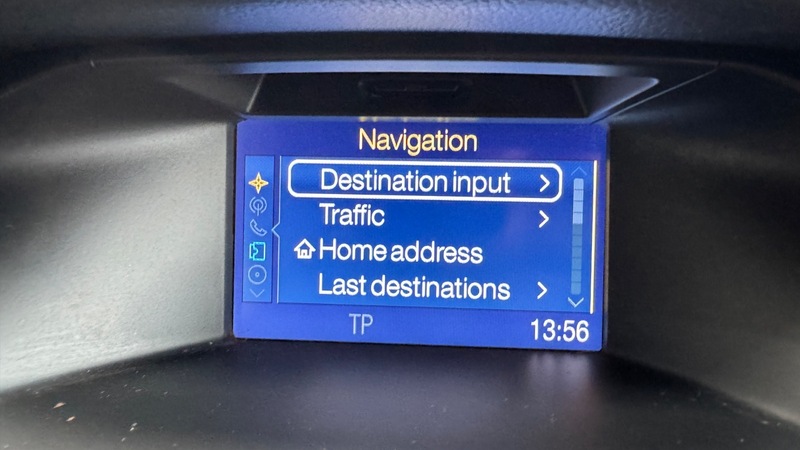 Navigation
Destination input
Traffic
Home address
Last destinations
TP 13:56